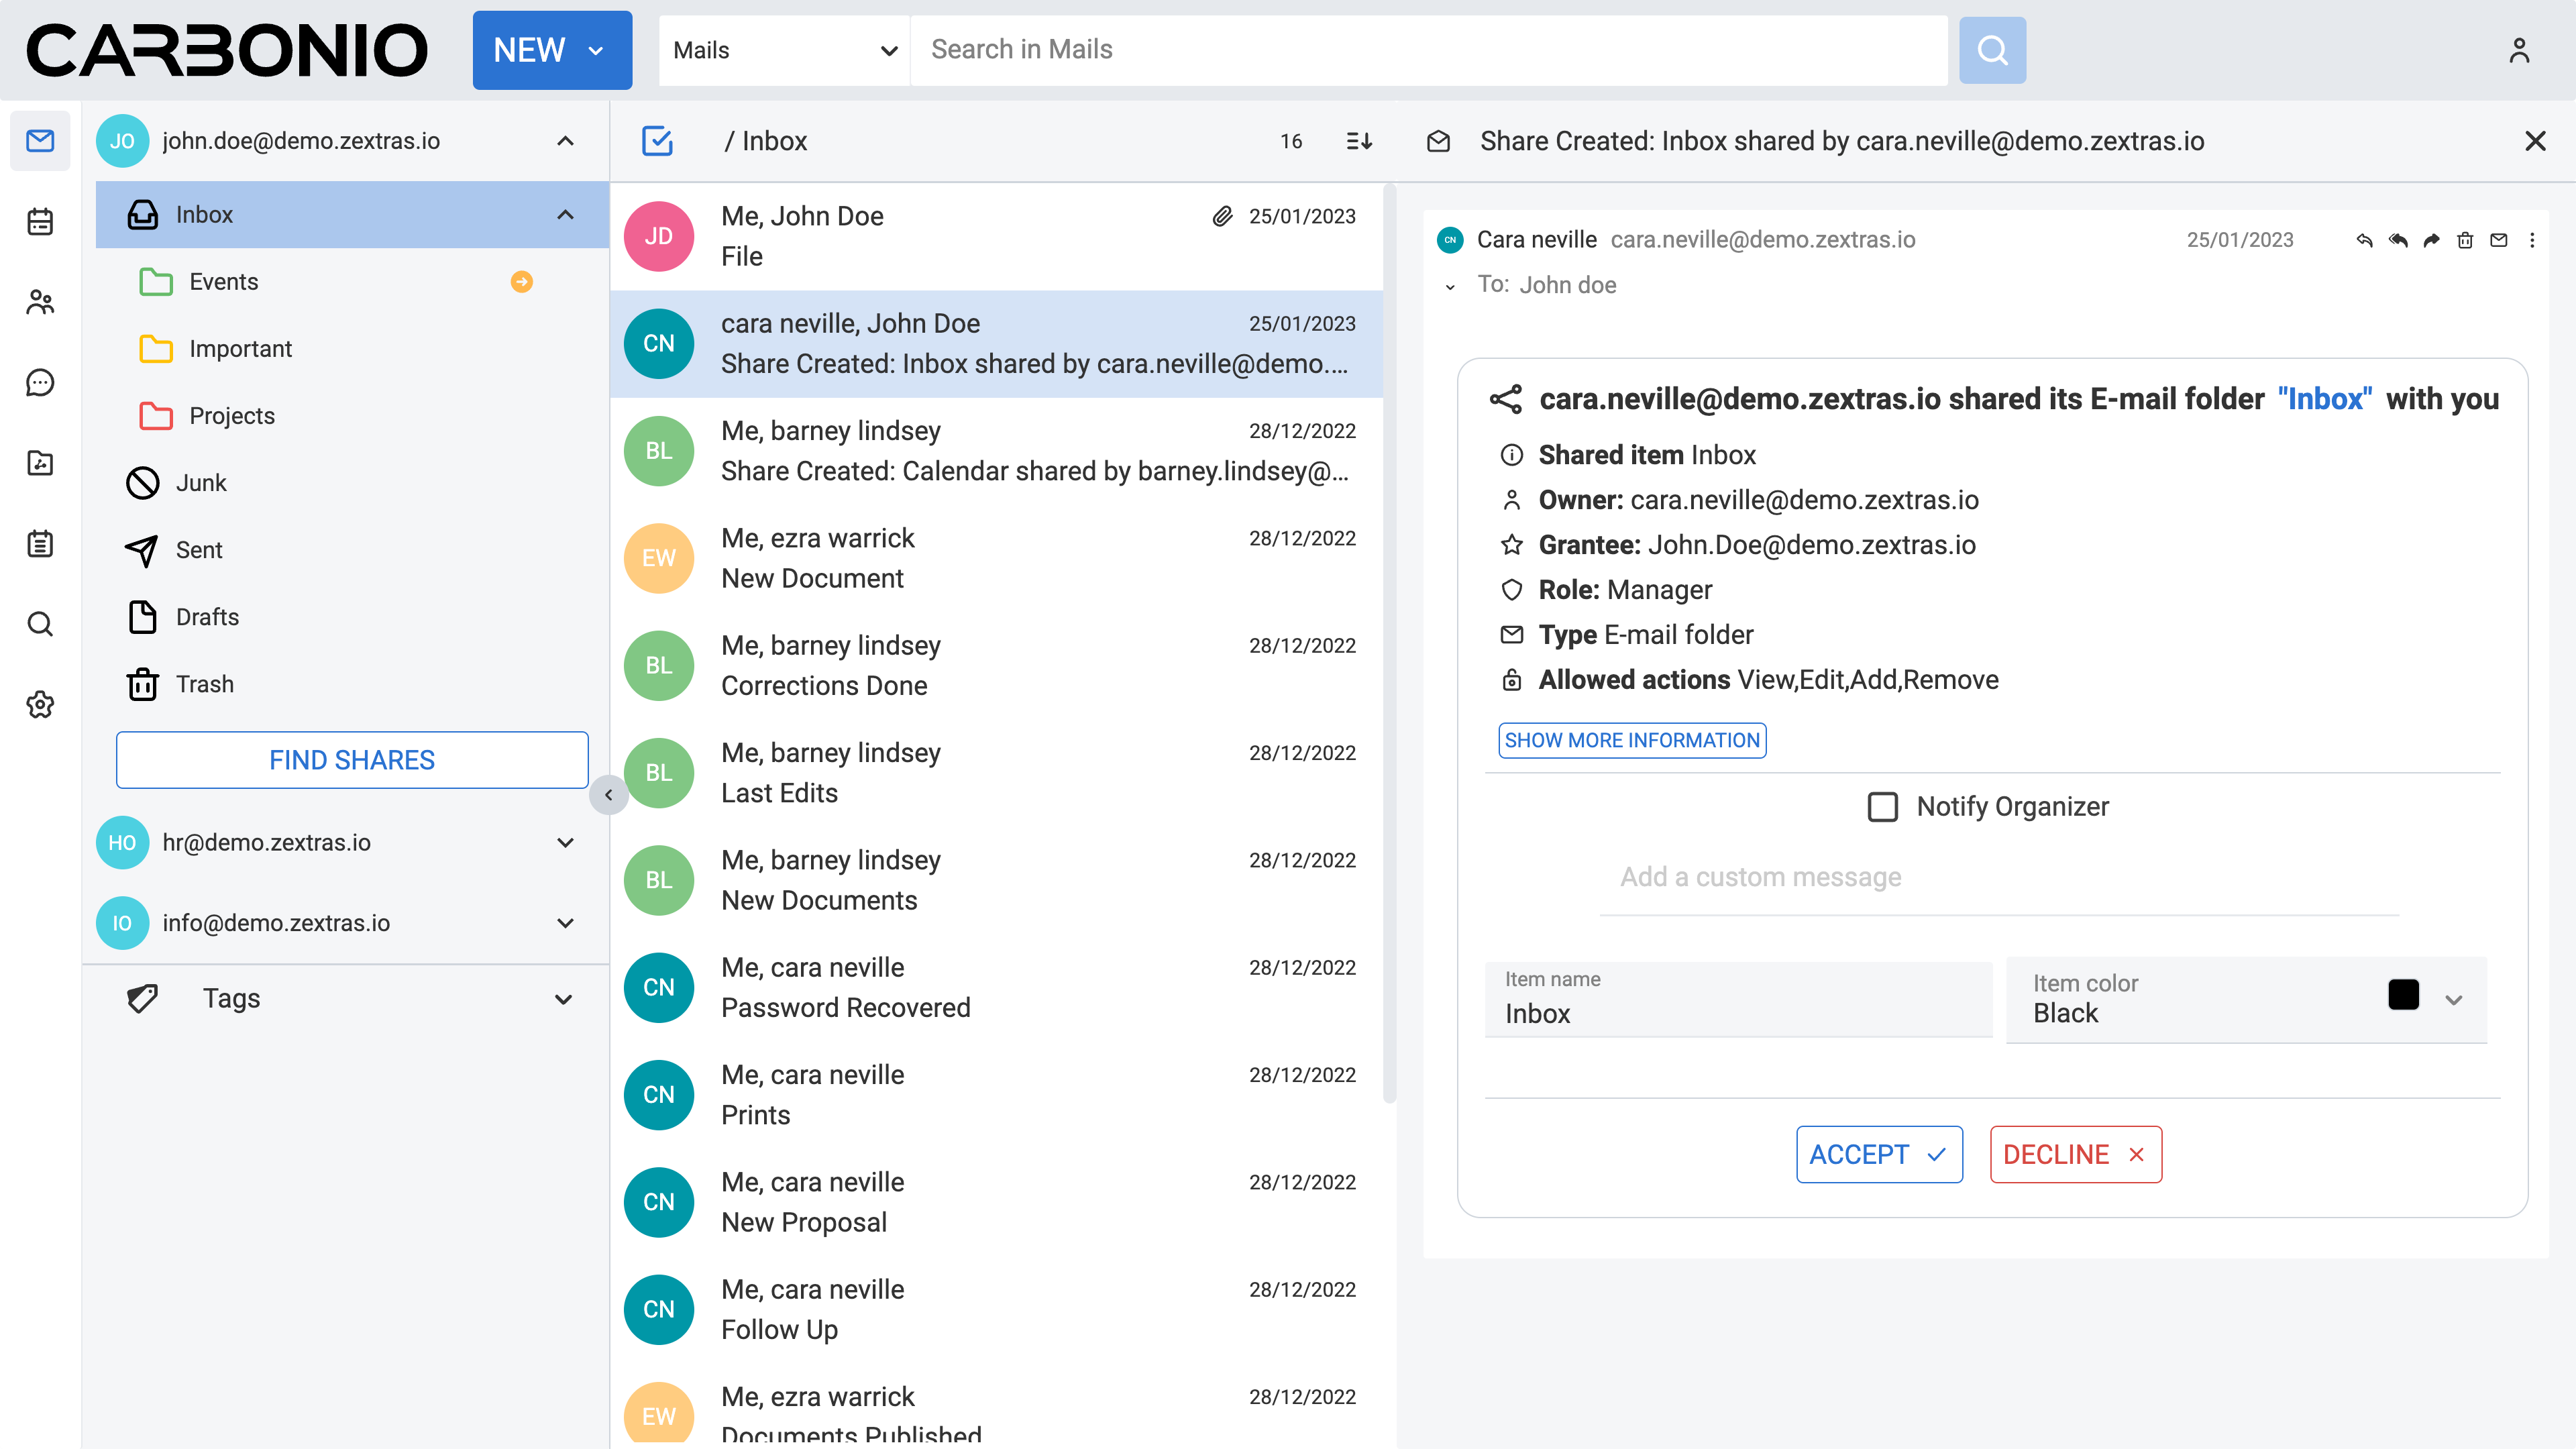 CARBONIO
NEW
Mails
Search in Mails
JO
john.doe@demo.zextras.io
Inbox
Events
Important
Projects
Junk
Sent
Drafts
Trash
FIND SHARES
HO
hr@demo.zextras.io
IO
info@demo.zextras.io
Tags
/ Inbox
16
JD
Me, John Doe
25/01/2023
File
CN
cara neville, John Doe
25/01/2023
Share Created: Inbox shared by cara.neville@demo....
BL
Me, barney lindsey
28/12/2022
Share Created: Calendar shared by barney.lindsey@...
EW
Me, ezra warrick
28/12/2022
New Document
BL
Me, barney lindsey
28/12/2022
Corrections Done
BL
Me, barney lindsey
28/12/2022
Last Edits
BL
Me, barney lindsey
28/12/2022
New Documents
CN
Me, cara neville
28/12/2022
Password Recovered
CN
Me, cara neville
28/12/2022
Prints
CN
Me, cara neville
28/12/2022
New Proposal
CN
Me, cara neville
28/12/2022
Follow Up
EW
Me, ezra warrick
28/12/2022
Documents Published
Share Created: Inbox shared by cara.neville@demo.zextras.io
CN
Cara neville cara.neville@demo.zextras.io
25/01/2023
To: John doe
cara.neville@demo.zextras.io shared its E-mail folder "Inbox" with you
Shared item Inbox
Owner: cara.neville@demo.zextras.io
Grantee: John.Doe@demo.zextras.io
Role: Manager
Type E-mail folder
Allowed actions View,Edit,Add,Remove
SHOW MORE INFORMATION
Notify Organizer
Add a custom message
Item name
Inbox
Item color
Black
ACCEPT
DECLINE